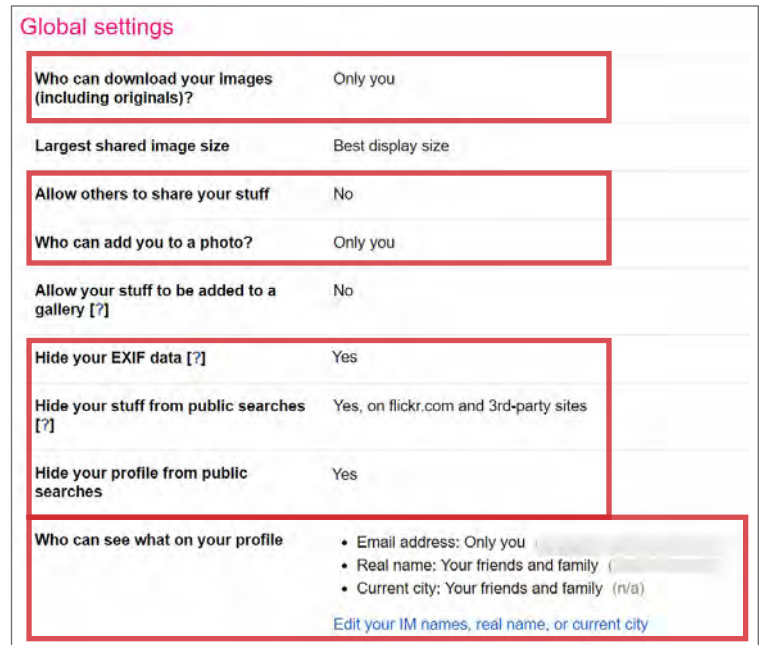 Global settings
Who can download your images Only you
(including originals)?
Largest shared image size Best display size
Allow others to share your stuff No
Who can add you to a photo? Only you
Allow your stuff to be added to a No
gallery [?]
Hide your EXIF data [?] Yes
Hide your stuff from public searches Yes, on flickr.com and 3rd-party sites
[?]
Hide your profile from public Yes
searches
Who can see what on your profile • Email address: Only you
• Real name: Your friends and family (
• Current city: Your friends and family (n/a)
Edit your IM names, real name, or current city